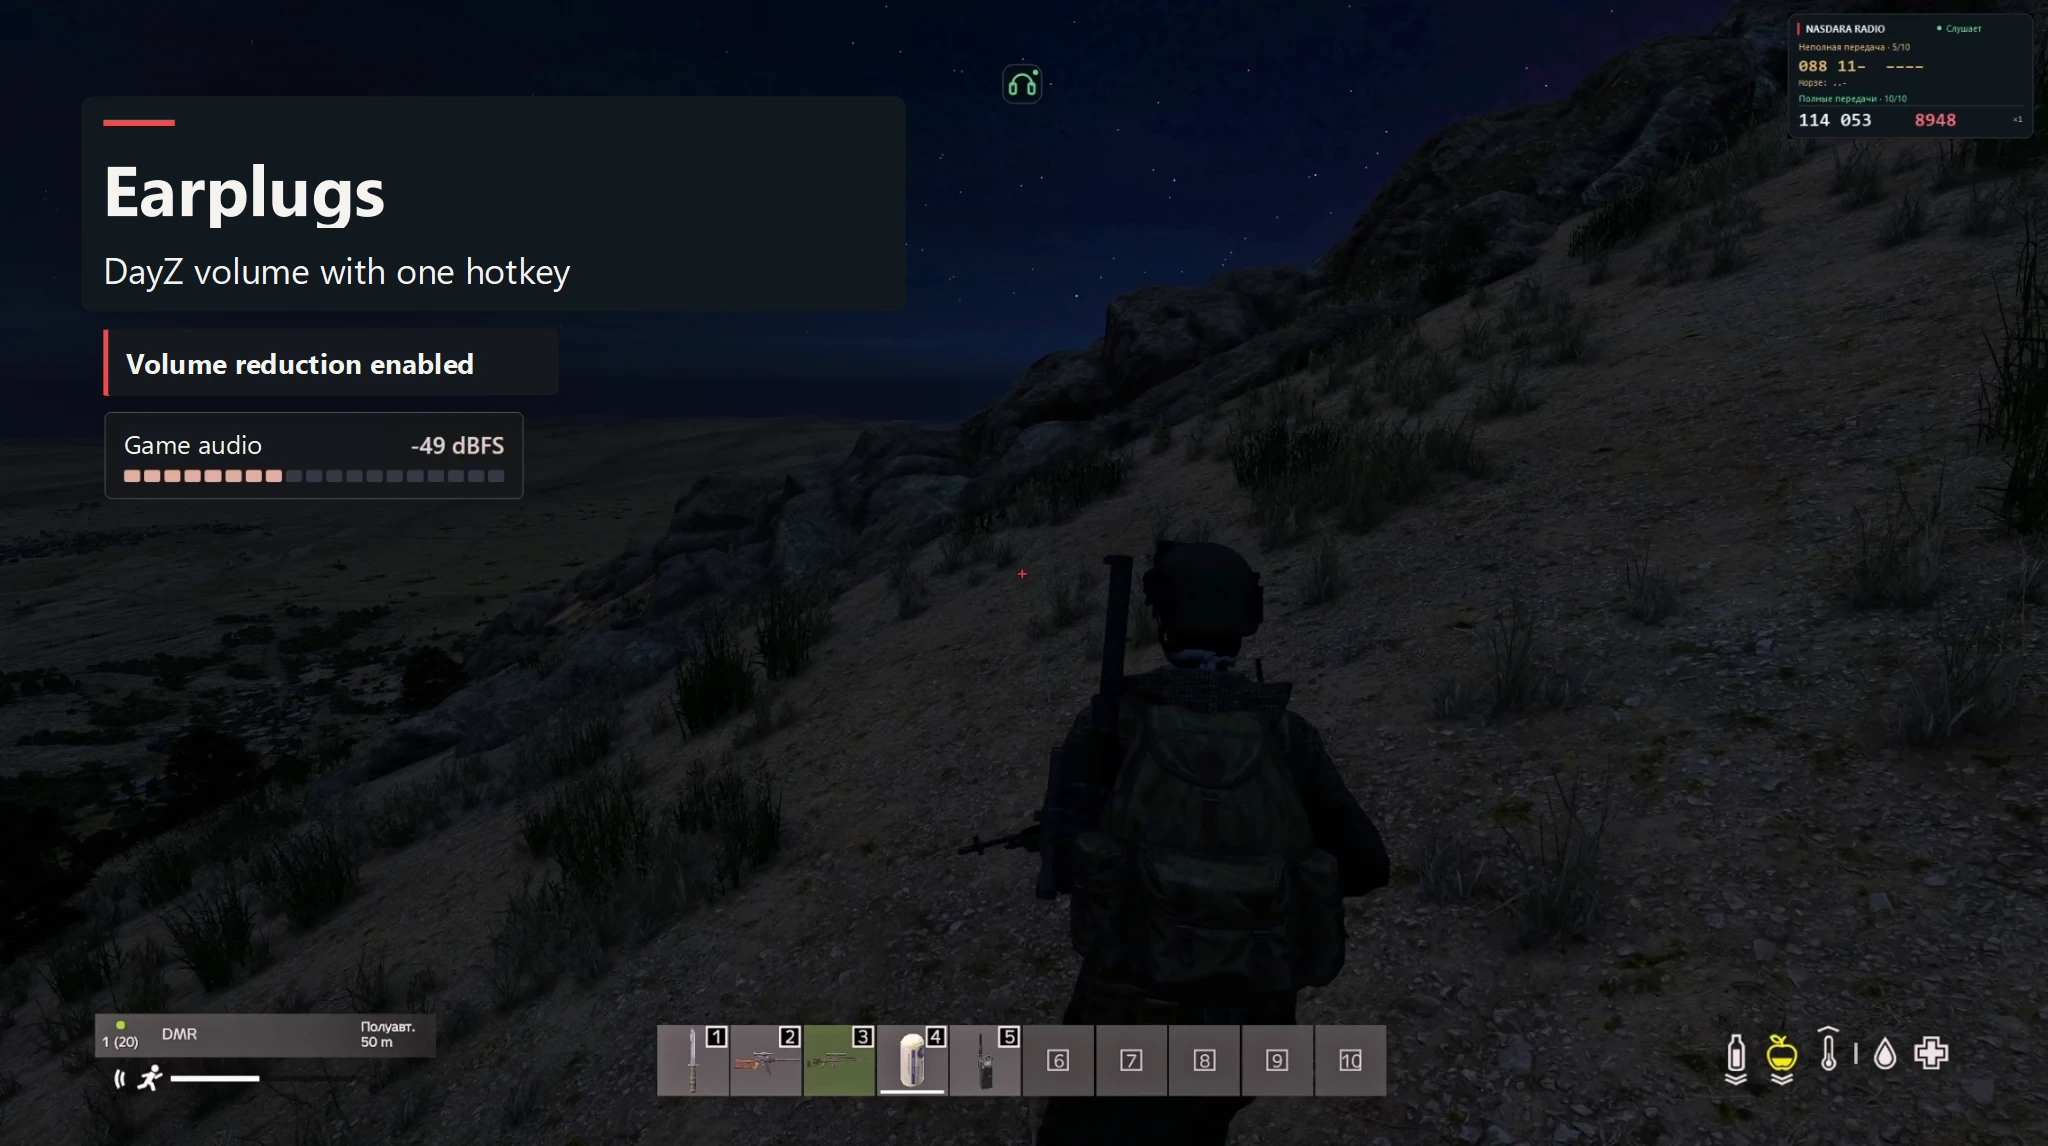 NASDARA RADIO
Слушает
Неполная передача · 5/10
088 11- ----
Морзе: ..-
Полные передачи · 10/10
114 053 8948 ×1
Earplugs
DayZ volume with one hotkey
Volume reduction enabled
Game audio -49 dBFS
1 (20) DMR Полуавт. 50 m
1 2 3 4 5 6 7 8 9 10